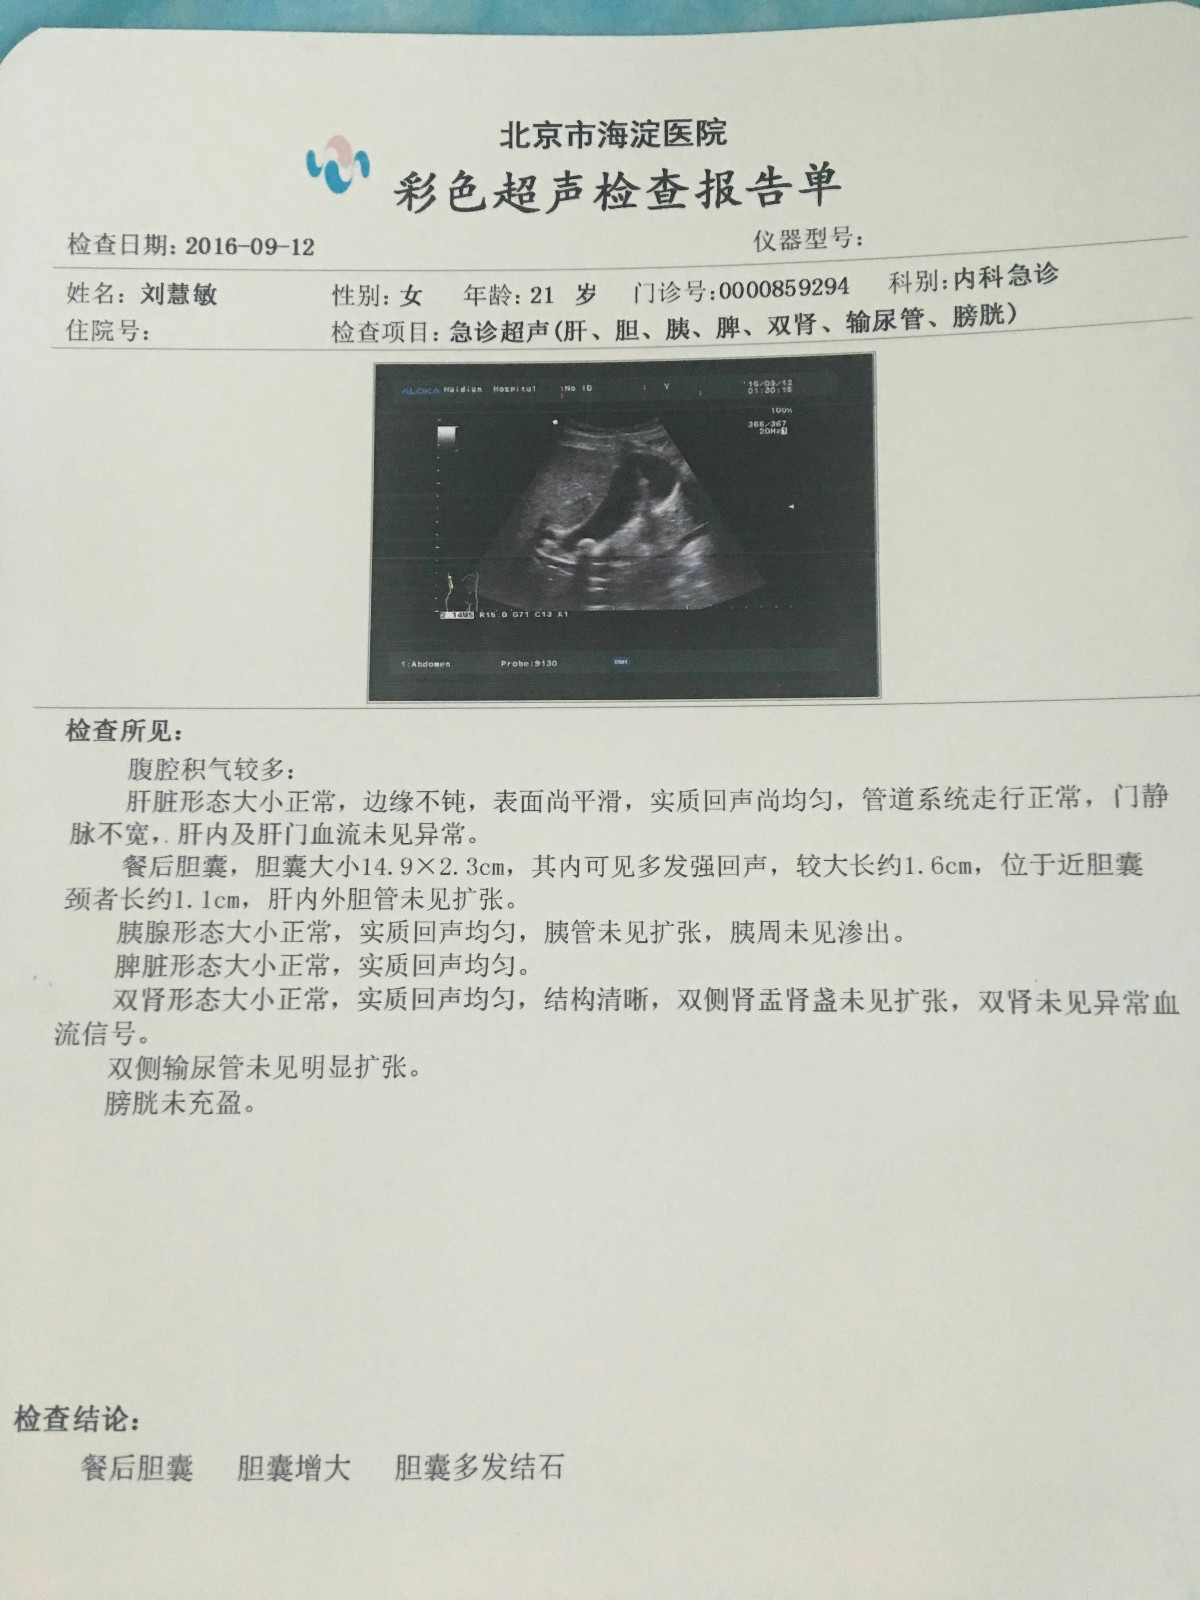 北京市海淀医院
彩色超声检查报告单
检查日期: 2016-09-12 仪器型号:
姓名: 刘慧敏 性别: 女 年龄: 21 岁 门诊号:0000859294 科别:内科急诊
住院号: 检查项目: 急诊超声(肝、胆、胰、脾、双肾、输尿管、膀胱)
ALOKA Haidian Hospital :No ID : Y '16/09/12
01:30:15
100%
366/367
20Hz
R15.0 G71 C13 A1
1:Abdomen Probe:9130
检查所见:
腹腔积气较多:
肝脏形态大小正常，边缘不钝，表面尚平滑，实质回声尚均匀，管道系统走行正常，门静
脉不宽，肝内及肝门血流未见异常。
餐后胆囊，胆囊大小14.9×2.3cm，其内可见多发强回声，较大长约1.6cm，位于近胆囊
颈者长约1.1cm，肝内外胆管未见扩张。
胰腺形态大小正常，实质回声均匀，胰管未见扩张，胰周未见渗出。
脾脏形态大小正常，实质回声均匀。
双肾形态大小正常，实质回声均匀，结构清晰，双侧肾盂肾盏未见扩张，双肾未见异常血
流信号。
双侧输尿管未见明显扩张。
膀胱未充盈。
检查结论:
餐后胆囊 胆囊增大 胆囊多发结石